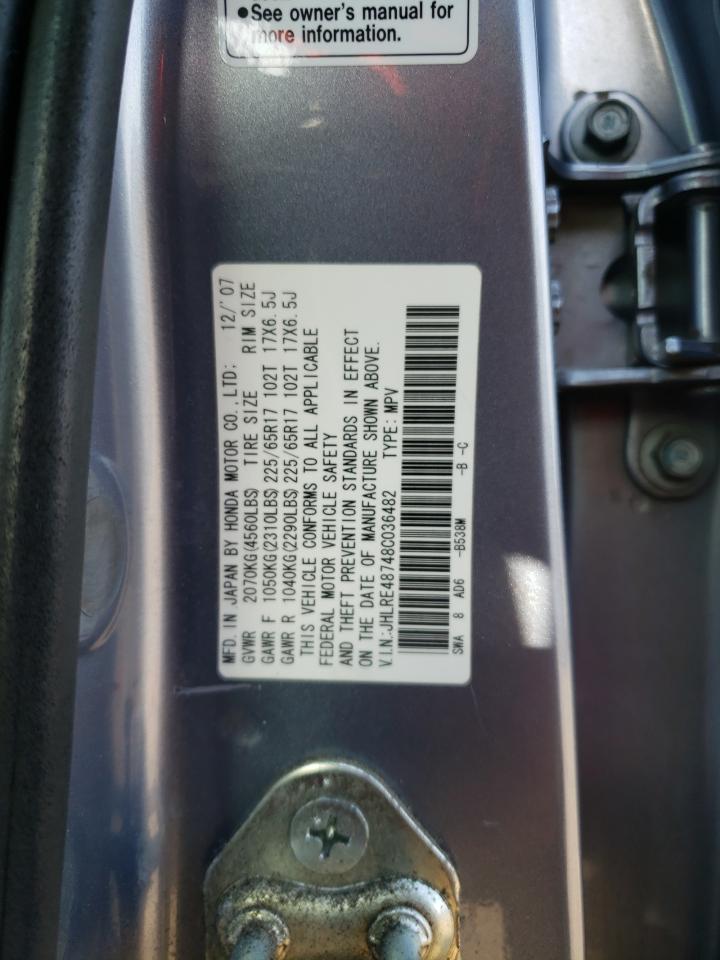 ●See owner's manual for
more information.
MFD. IN JAPAN BY HONDA MOTOR CO.,LTD: 12/'07
GVWR 2070KG(4560LBS) TIRE SIZE RIM SIZE
GAWR F 1050KG(2310LBS) 225/65R17 102T 17X6.5J
GAWR R 1040KG(2290LBS) 225/65R17 102T 17X6.5J
THIS VEHICLE CONFORMS TO ALL APPLICABLE
FEDERAL MOTOR VEHICLE SAFETY
AND THEFT PREVENTION STANDARDS IN EFFECT
ON THE DATE OF MANUFACTURE SHOWN ABOVE.
V.I.N.:JHLRE48748C036482 TYPE: MPV
SWA 8 AD6 -B538M -B -C